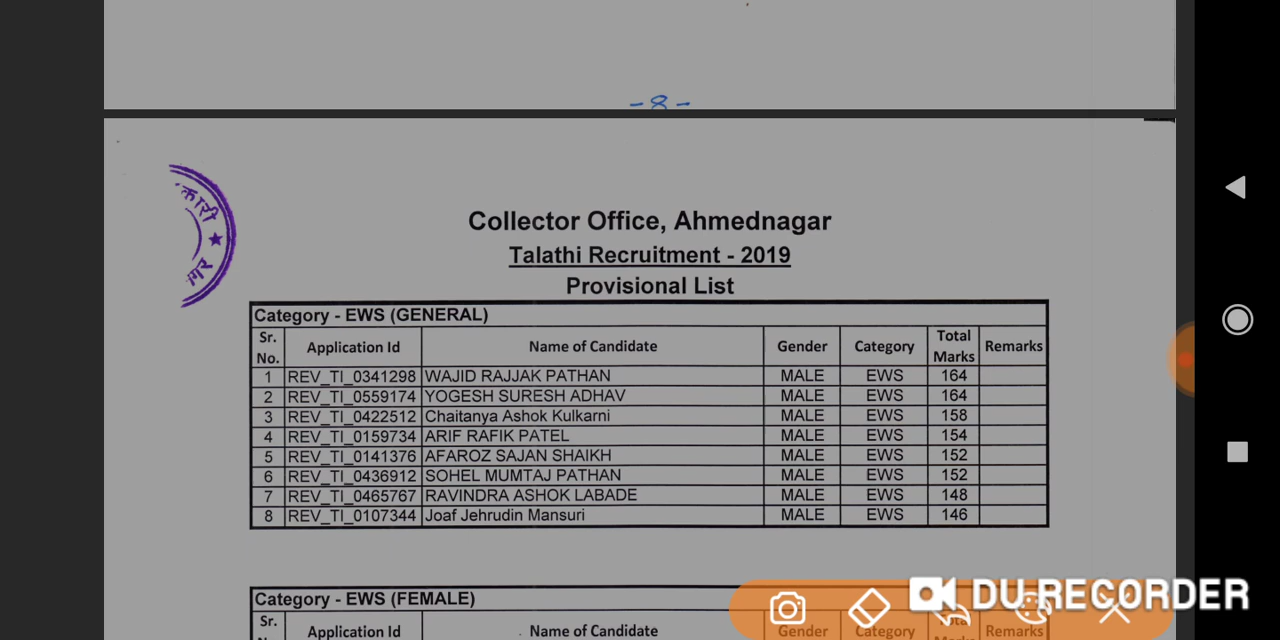 -8-
कारी
गर
Collector Office, Ahmednagar
Talathi Recruitment - 2019
Provisional List
Category - EWS (GENERAL)
Sr. No. Application Id Name of Candidate Gender Category Total Marks Remarks
1 REV_TI_0341298 WAJID RAJJAK PATHAN MALE EWS 164
2 REV_TI_0559174 YOGESH SURESH ADHAV MALE EWS 164
3 REV_TI_0422512 Chaitanya Ashok Kulkarni MALE EWS 158
4 REV_TI_0159734 ARIF RAFIK PATEL MALE EWS 154
5 REV_TI_0141376 AFAROZ SAJAN SHAIKH MALE EWS 152
6 REV_TI_0436912 SOHEL MUMTAJ PATHAN MALE EWS 152
7 REV_TI_0465767 RAVINDRA ASHOK LABADE MALE EWS 148
8 REV_TI_0107344 Joaf Jehrudin Mansuri MALE EWS 146
Category - EWS (FEMALE)
Sr. Application Id Name of Candidate Gender Category Total Remarks
DU RECORDER